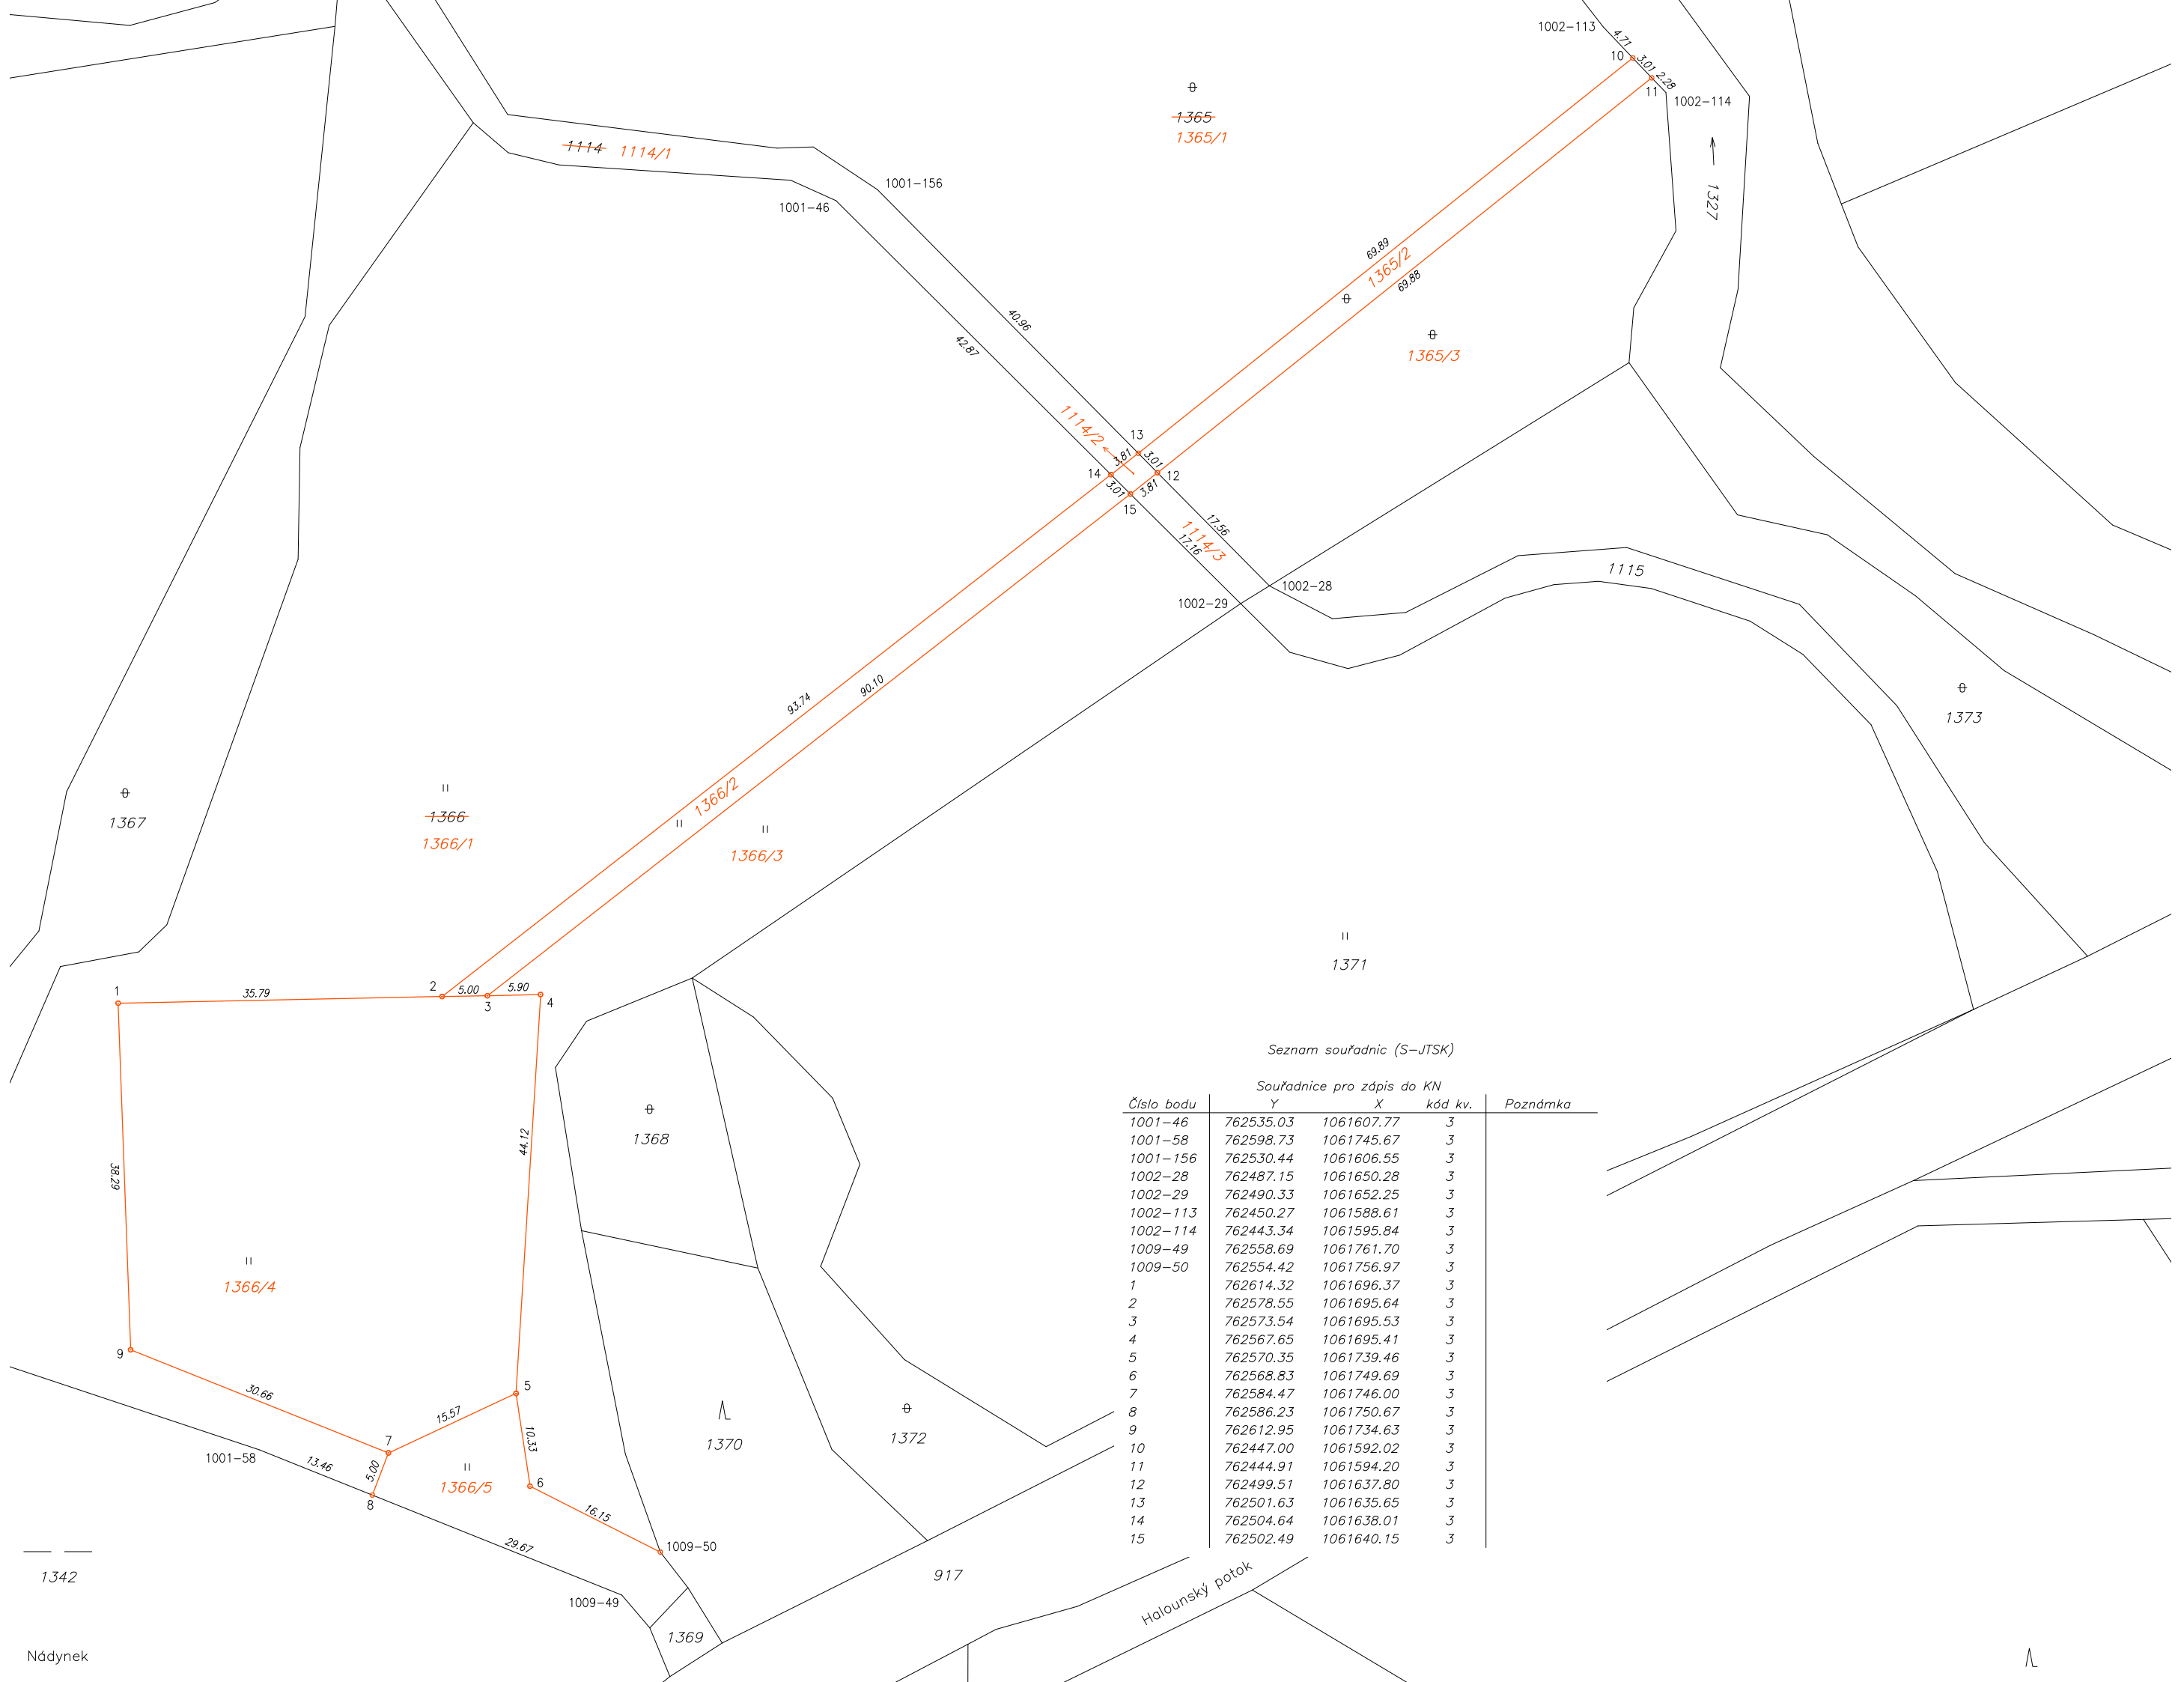 1002-113
4.71
10
3.01
2.28
11
1002-114
1365
1365/1
1114 1114/1
1001-156
1001-46
1327
69.89
1365/2
69.88
1365/3
40.96
42.87
1114/2
13
3.81
3.01
14
12
3.01
3.81
15
17.56
1114/3
17.16
1115
1002-28
1002-29
93.74
90.10
1373
1366/2
1367
1366
1366/1
1366/3
1371
1
35.79
2
5.00
3
5.90
4
Seznam souřadnic (S-JTSK)
Souřadnice pro zápis do KN
Číslo bodu Y X kód kv. Poznámka
1001-46 762535.03 1061607.77 3
1001-58 762598.73 1061745.67 3
1001-156 762530.44 1061606.55 3
1002-28 762487.15 1061650.28 3
1002-29 762490.33 1061652.25 3
1002-113 762450.27 1061588.61 3
1002-114 762443.34 1061595.84 3
1009-49 762558.69 1061761.70 3
1009-50 762554.42 1061756.97 3
1 762614.32 1061696.37 3
2 762578.55 1061695.64 3
3 762573.54 1061695.53 3
4 762567.65 1061695.41 3
5 762570.35 1061739.46 3
6 762568.83 1061749.69 3
7 762584.47 1061746.00 3
8 762586.23 1061750.67 3
9 762612.95 1061734.63 3
10 762447.00 1061592.02 3
11 762444.91 1061594.20 3
12 762499.51 1061637.80 3
13 762501.63 1061635.65 3
14 762504.64 1061638.01 3
15 762502.49 1061640.15 3
1368
44.12
38.29
1366/4
9
30.66
5
15.57
7
10.33
1370
1372
1001-58
13.46
5.00
8
1366/5
6
16.15
29.67
1009-50
1342
917
1009-49
Halounský potok
1369
Nádynek